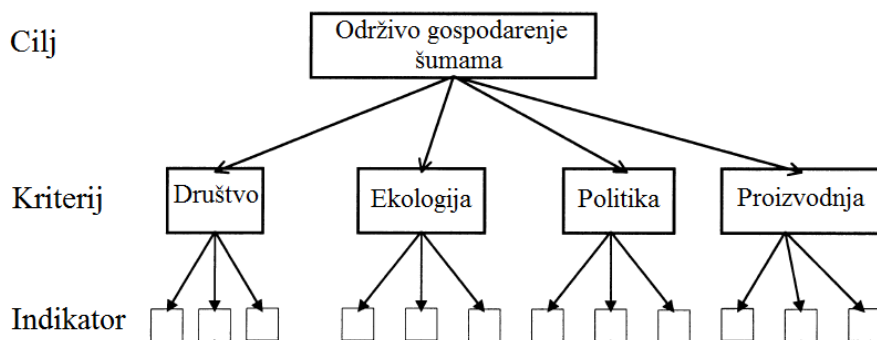 Cilj
Održivo gospodarenje
šumama
Kriterij
Društvo
Ekologija
Politika
Proizvodnja
Indikator